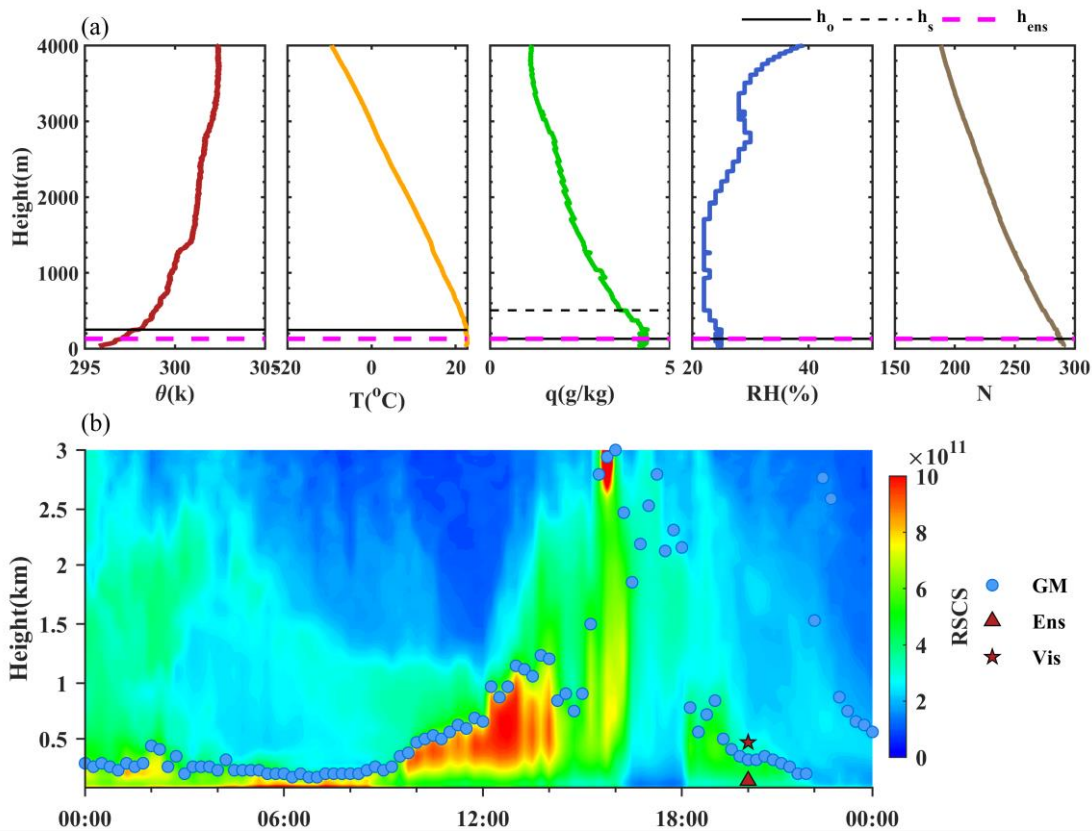 (a)
h_o h_s h_ens
4000
3000
2000
1000
0
Height(m)
295 300 305
θ(k)
-20 0 20
T(°C)
0 5
q(g/kg)
20 40
RH(%)
150 200 250 300
N
(b)
3
2.5
2
1.5
1
0.5
Height(km)
00:00 06:00 12:00 18:00 00:00
×10¹¹
10
8
6
4
2
0
RSCS
GM
Ens
Vis